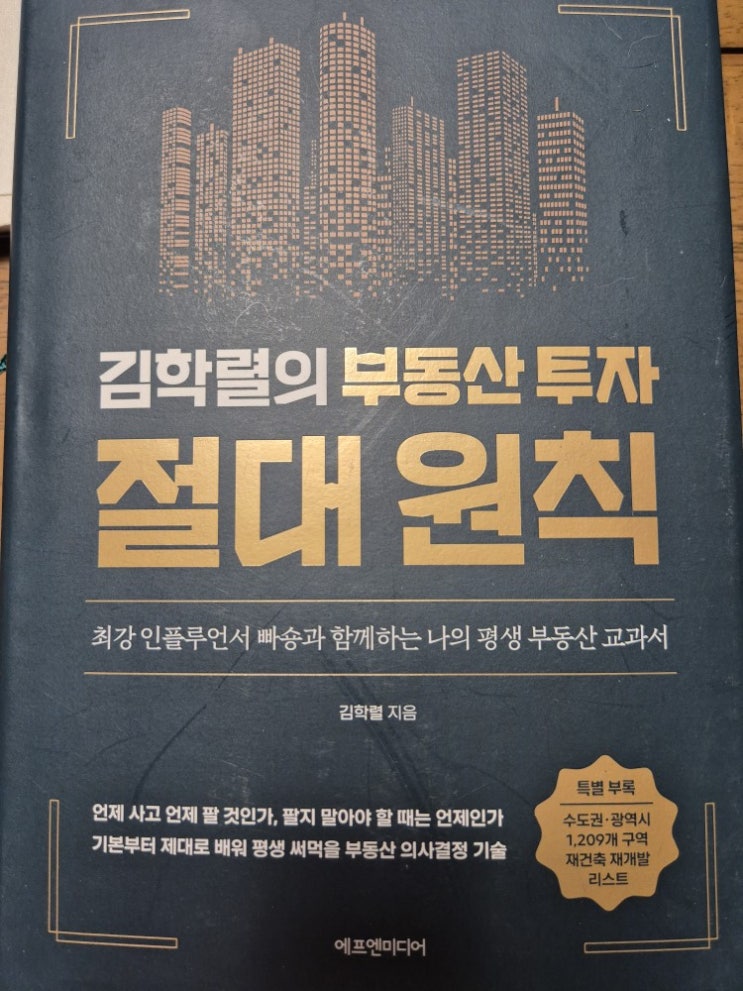 김학렬의 부동산 투자
절대 원칙
최강 인플루언서 빠숑과 함께하는 나의 평생 부동산 교과서
김학렬 지음
언제 사고 언제 팔 것인가, 팔지 말아야 할 때는 언제인가
기본부터 제대로 배워 평생 써먹을 부동산 의사결정 기술
특별 부록
수도권·광역시
1,209개 구역
재건축 재개발
리스트
에프엔미디어